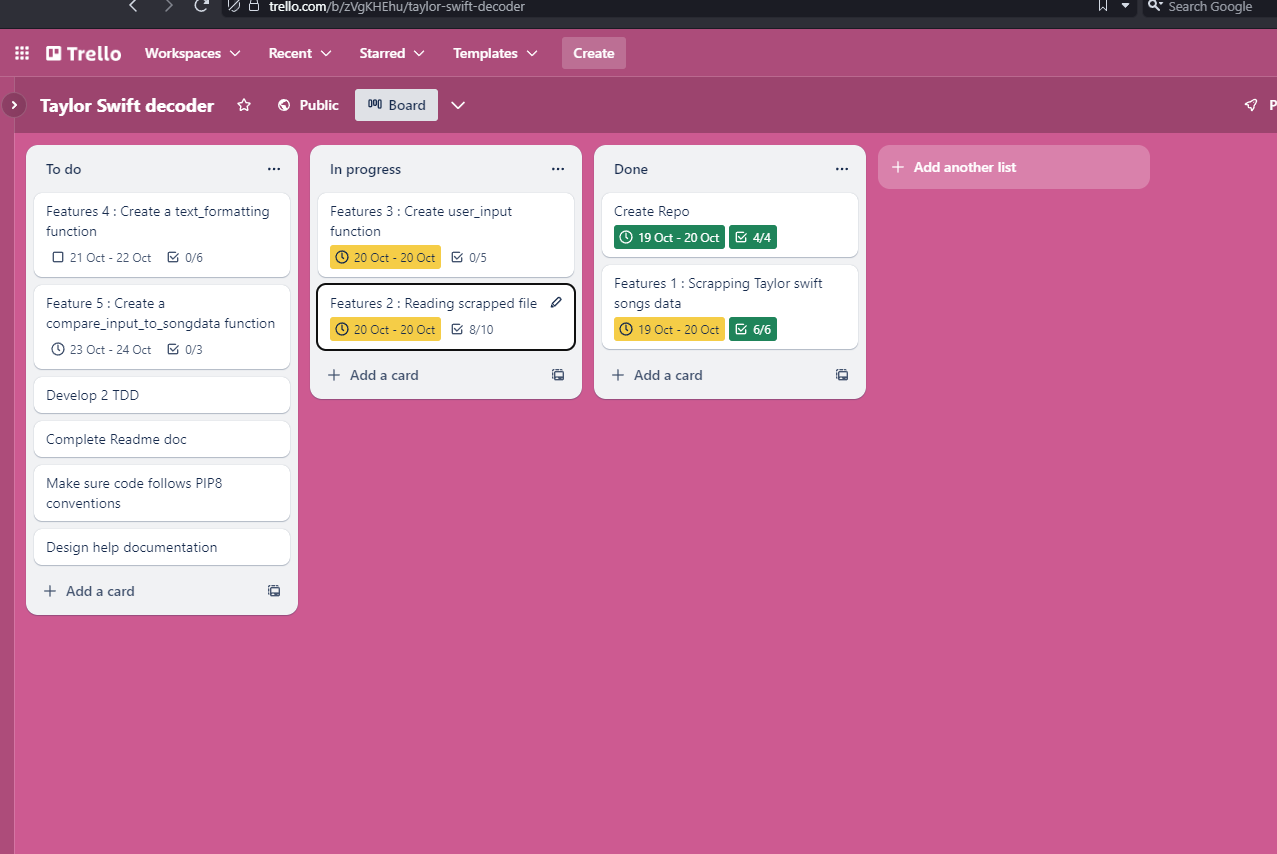 trello.com/b/zVgKHEhu/taylor-swift-decoder
Search Google
Trello
Workspaces
Recent
Starred
Templates
Create
Taylor Swift decoder
Public
Board
P
To do
Features 4 : Create a text_formatting
function
21 Oct - 22 Oct
0/6
Feature 5 : Create a
compare_input_to_songdata function
23 Oct - 24 Oct
0/3
Develop 2 TDD
Complete Readme doc
Make sure code follows PIP8
conventions
Design help documentation
+ Add a card
In progress
Features 3 : Create user_input
function
20 Oct - 20 Oct
0/5
Features 2 : Reading scrapped file
20 Oct - 20 Oct
8/10
+ Add a card
Done
Create Repo
19 Oct - 20 Oct
4/4
Features 1 : Scrapping Taylor swift
songs data
19 Oct - 20 Oct
6/6
+ Add a card
+ Add another list